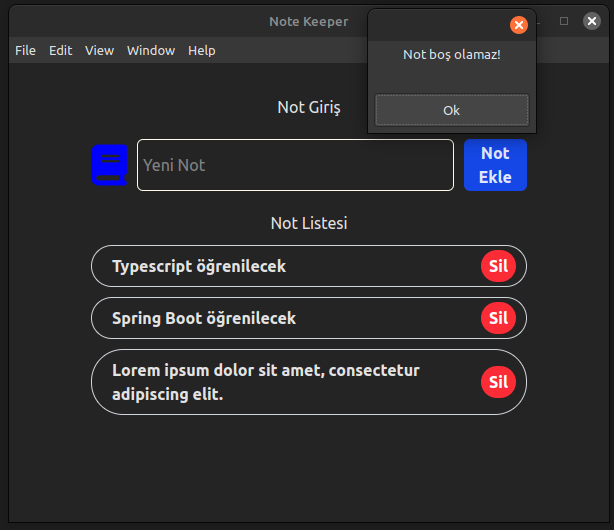 Note Keeper
File Edit View Window Help
Not boş olamaz!
Ok
Not Giriş
Yeni Not
Not
Ekle
Not Listesi
Typescript öğrenilecek
Sil
Spring Boot öğrenilecek
Sil
Lorem ipsum dolor sit amet, consectetur
adipiscing elit.
Sil